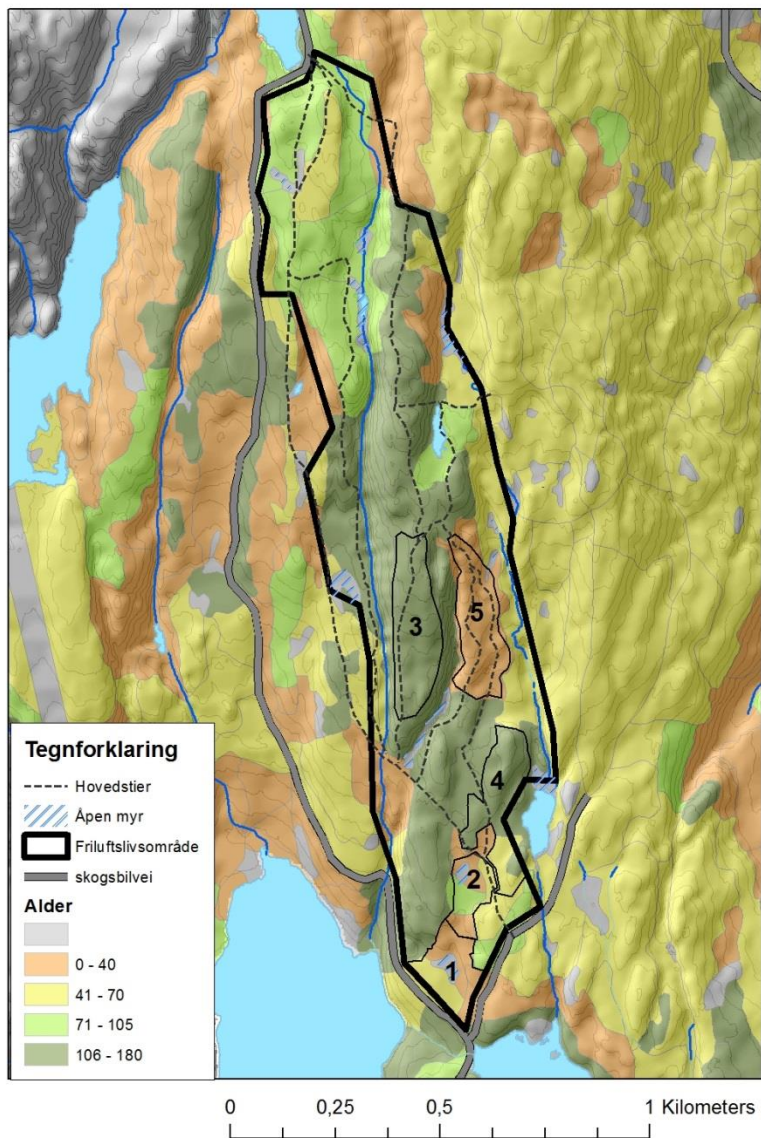 3
5
4
2
1
Tegnforklaring
Hovedstier
Åpen myr
Friluftslivsområde
skogsbilvei
Alder
0 - 40
41 - 70
71 - 105
106 - 180
0 0,25 0,5 1 Kilometers